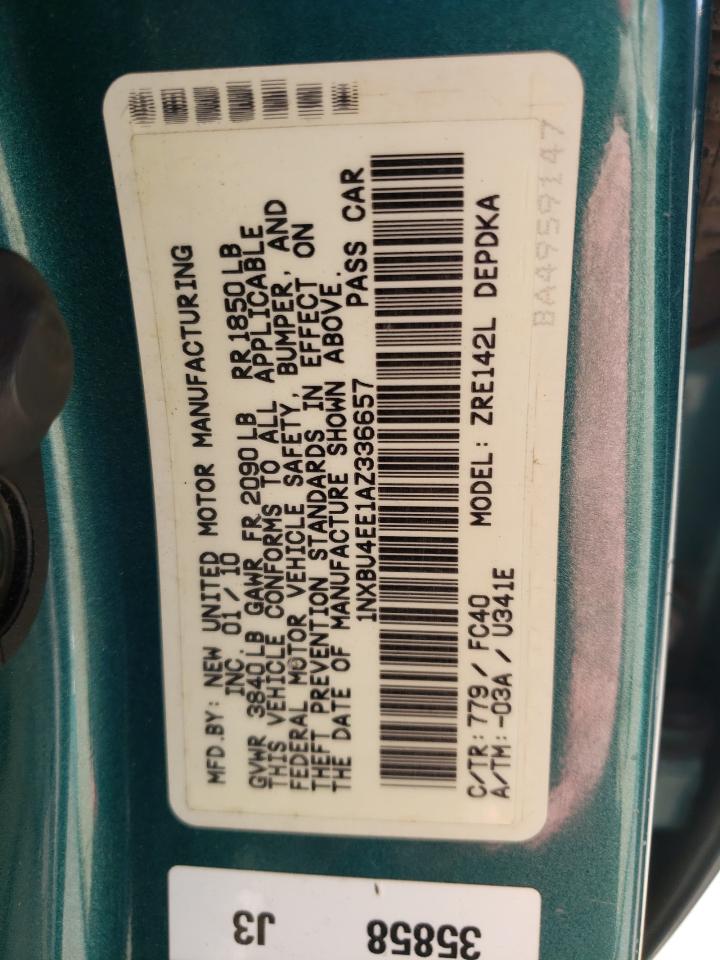 MFD.BY: NEW UNITED MOTOR MANUFACTURING
INC. 01/10
GVWR 3840LB GAWR FR 2090LB RR 1850LB
THIS VEHICLE CONFORMS TO ALL APPLICABLE
FEDERAL MOTOR VEHICLE SAFETY, BUMPER, AND
THEFT PREVENTION STANDARDS IN EFFECT ON
THE DATE OF MANUFACTURE SHOWN ABOVE.
1NXBU4EE1AZ336657 PASS CAR
C/TR: 779 / FC40 MODEL: ZRE142L DEPDKA
A/TM: -03A / U341E
BA4959147
J3
35858